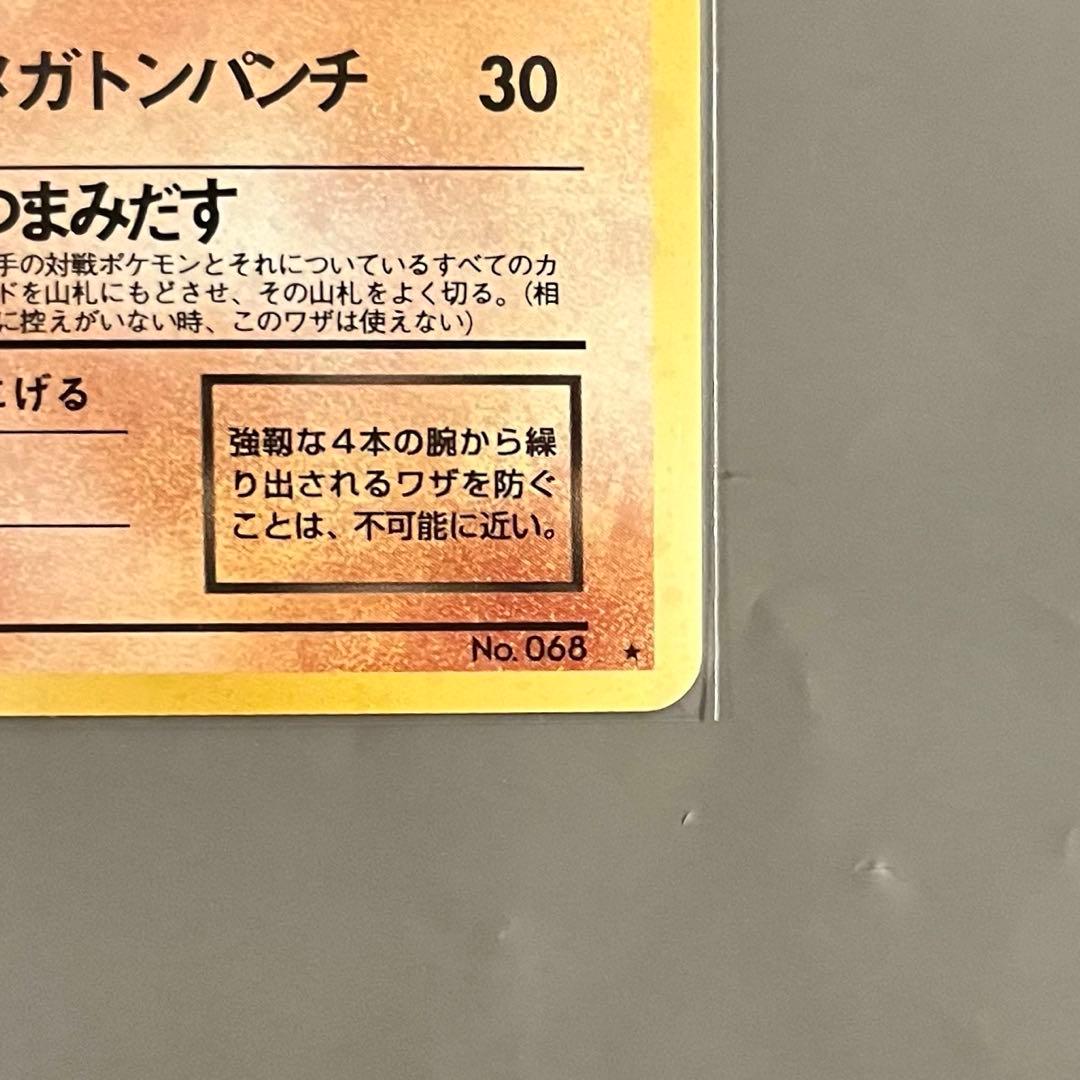 メガトンパンチ 30
つまみだす
手の対戦ポケモンとそれについているすべてのカ
ドを山札にもどさせ、その山札をよく切る。(相
に控えがいない時、このワザは使えない)
にげる
強靱な4本の腕から繰
り出されるワザを防ぐ
ことは、不可能に近い。
No. 068 ★